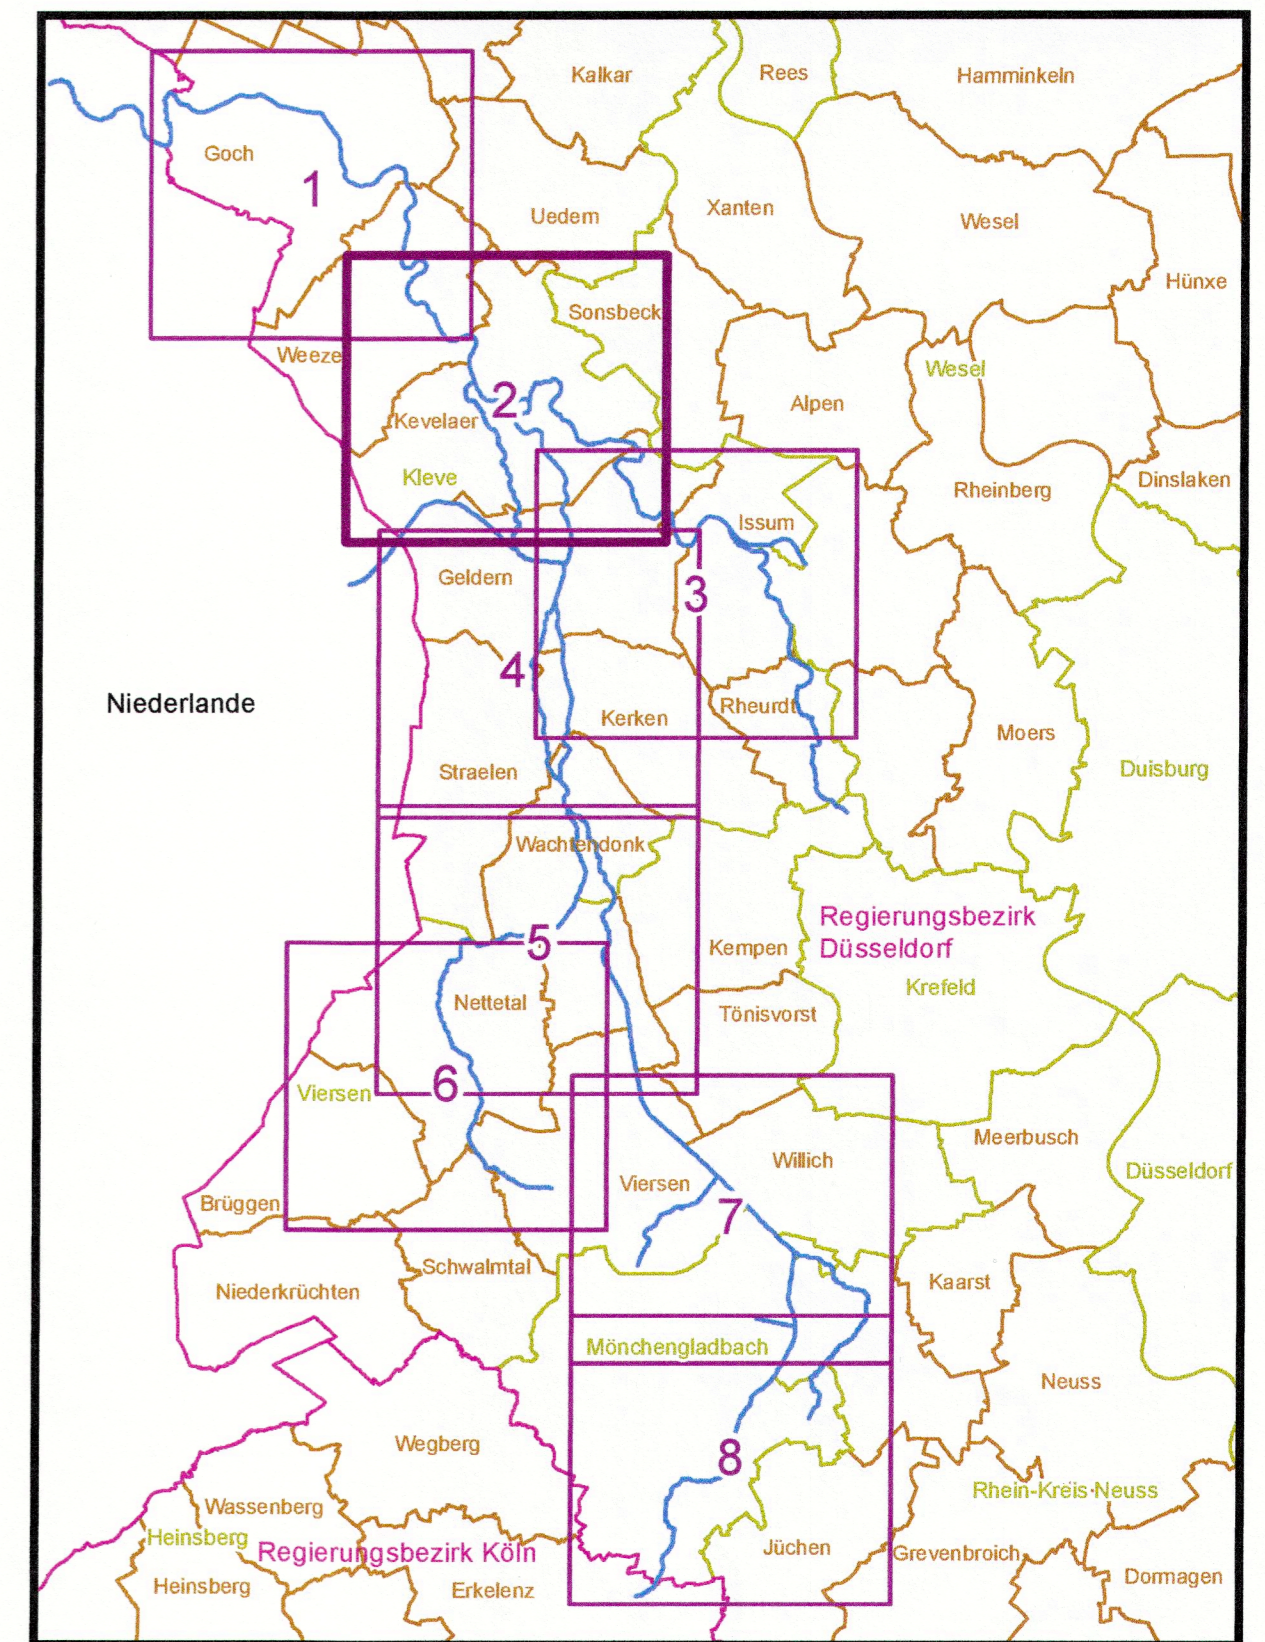 Kalkar
Rees
Hamminkeln
Goch
1
Uedem
Xanten
Wesel
Hünxe
Sonsbeck
Weeze
Wesel
2
Alpen
Kevelaer
Kleve
Rheinberg
Dinslaken
Issum
Geldern
3
4
Niederlande
Rheurdt
Kerken
Moers
Straelen
Duisburg
Wachtendonk
Regierungsbezirk
Düsseldorf
5
Kempen
Krefeld
Nettetal
Tönisvorst
6
Viersen
Meerbusch
Willich
Düsseldorf
Viersen
Brüggen
7
Schwalmtal
Kaarst
Niederkrüchten
Mönchengladbach
Neuss
Wegberg
8
Rhein-Kreis-Neuss
Wassenberg
Heinsberg
Regierungsbezirk Köln
Jüchen
Grevenbroich
Heinsberg
Erkelenz
Dormagen